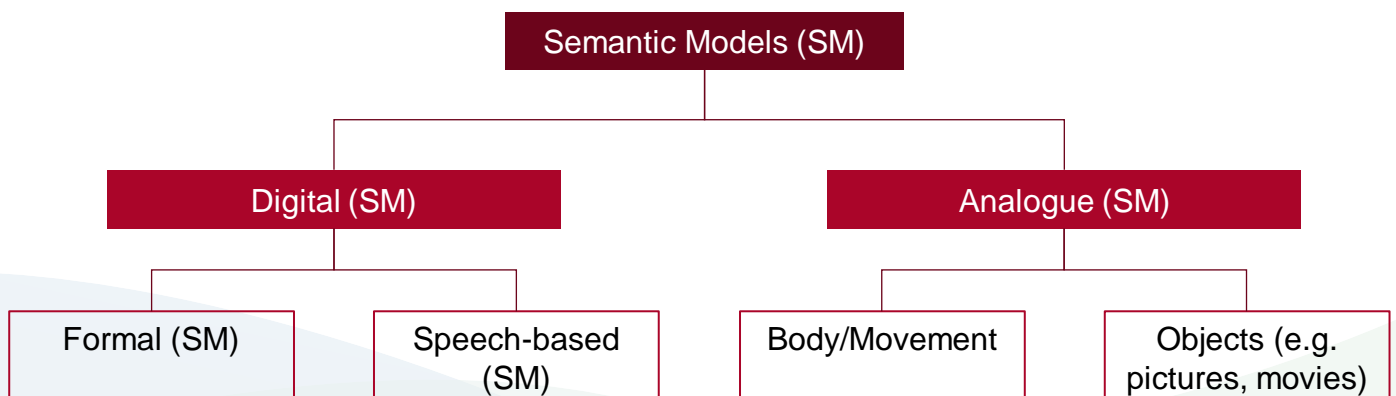 Semantic Models (SM)
Digital (SM)
Analogue (SM)
Formal (SM)
Speech-based
(SM)
Body/Movement
Objects (e.g.
pictures, movies)